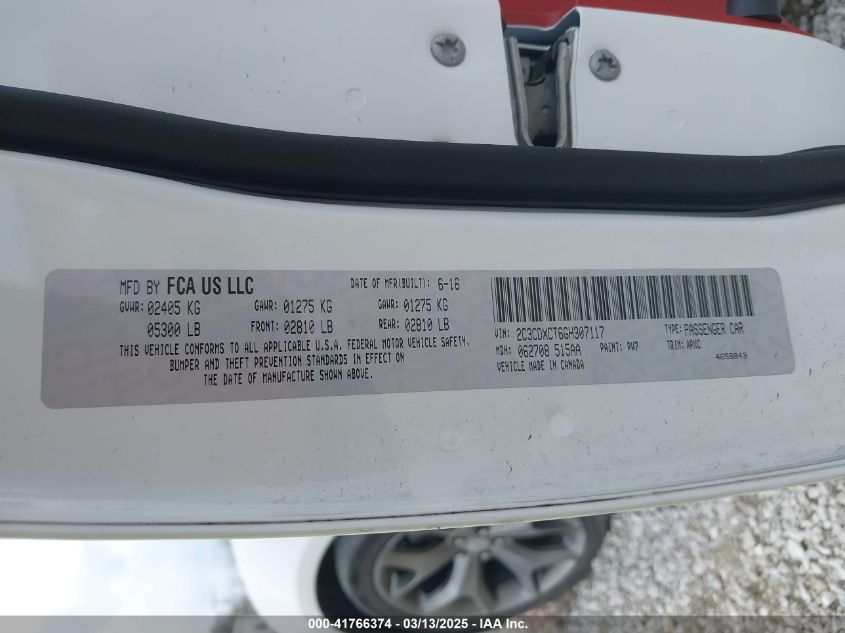 MFD BY FCA US LLC DATE OF MFR(BUILT): 6-16
GVWR: 02405 KG GAWR: 01275 KG GAWR: 01275 KG
05300 LB FRONT: 02810 LB REAR: 02810 LB
THIS VEHICLE CONFORMS TO ALL APPLICABLE U.S.A. FEDERAL MOTOR VEHICLE SAFETY,
BUMPER AND THEFT PREVENTION STANDARDS IN EFFECT ON
THE DATE OF MANUFACTURE SHOWN ABOVE.
VIN: 2C3CDXCT6GH307117 TYPE: PASSENGER CAR
MDH: 062708 515AA PAINT: PW7 TRIM: APUC
VEHICLE MADE IN CANADA 4658843
000-41766374 / 03/13/2025 — IAA Inc.